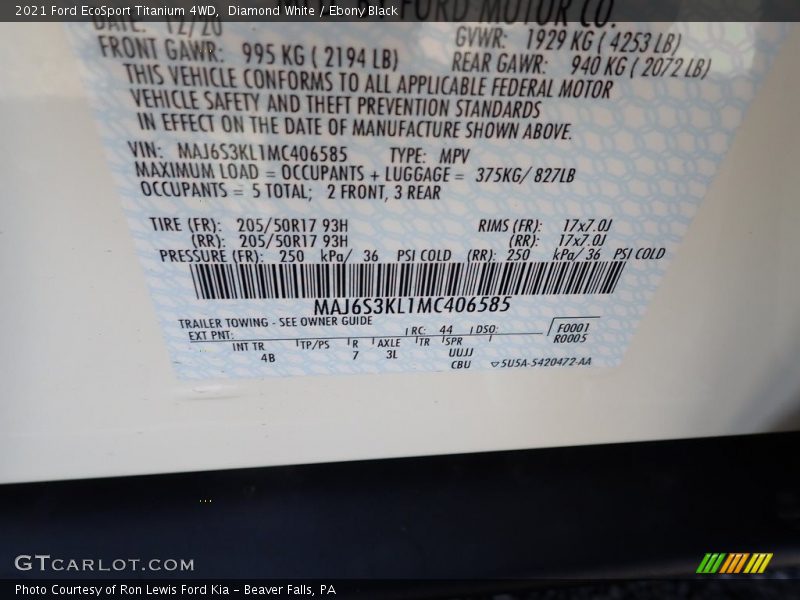 2021 Ford EcoSport Titanium 4WD,  Diamond White / Ebony Black
DATE: 12/20 FORD MOTOR CO.
FRONT GAWR: 995 KG ( 2194 LB) GVWR: 1929 KG ( 4253 LB)
REAR GAWR: 940 KG ( 2072 LB)
THIS VEHICLE CONFORMS TO ALL APPLICABLE FEDERAL MOTOR
VEHICLE SAFETY AND THEFT PREVENTION STANDARDS
IN EFFECT ON THE DATE OF MANUFACTURE SHOWN ABOVE.
VIN: MAJ6S3KL1MC406585 TYPE: MPV
MAXIMUM LOAD = OCCUPANTS + LUGGAGE = 375KG/ 827LB
OCCUPANTS = 5 TOTAL; 2 FRONT, 3 REAR
TIRE (FR): 205/50R17 93H RIMS (FR): 17x7.0J
(RR): 205/50R17 93H (RR): 17x7.0J
PRESSURE (FR): 250 kPa/ 36 PSI COLD (RR): 250 kPa/ 36 PSI COLD
MAJ6S3KL1MC406585
TRAILER TOWING - SEE OWNER GUIDE
EXT PNT: RC: 44 DSO: F0001
R0005
INT TR TP/PS R AXLE TR SPR
4B 7 3L UUJJ
CBU 5U5A-5420472-AA
GTCARLOT.COM
Photo Courtesy of Ron Lewis Ford Kia – Beaver Falls, PA